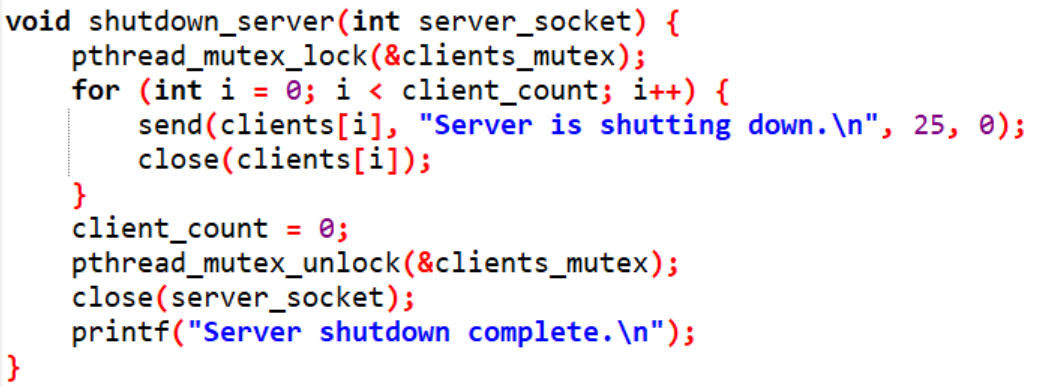 void shutdown_server(int server_socket) {
    pthread_mutex_lock(&clients_mutex);
    for (int i = 0; i < client_count; i++) {
        send(clients[i], "Server is shutting down.\n", 25, 0);
        close(clients[i]);
    }
    client_count = 0;
    pthread_mutex_unlock(&clients_mutex);
    close(server_socket);
    printf("Server shutdown complete.\n");
}